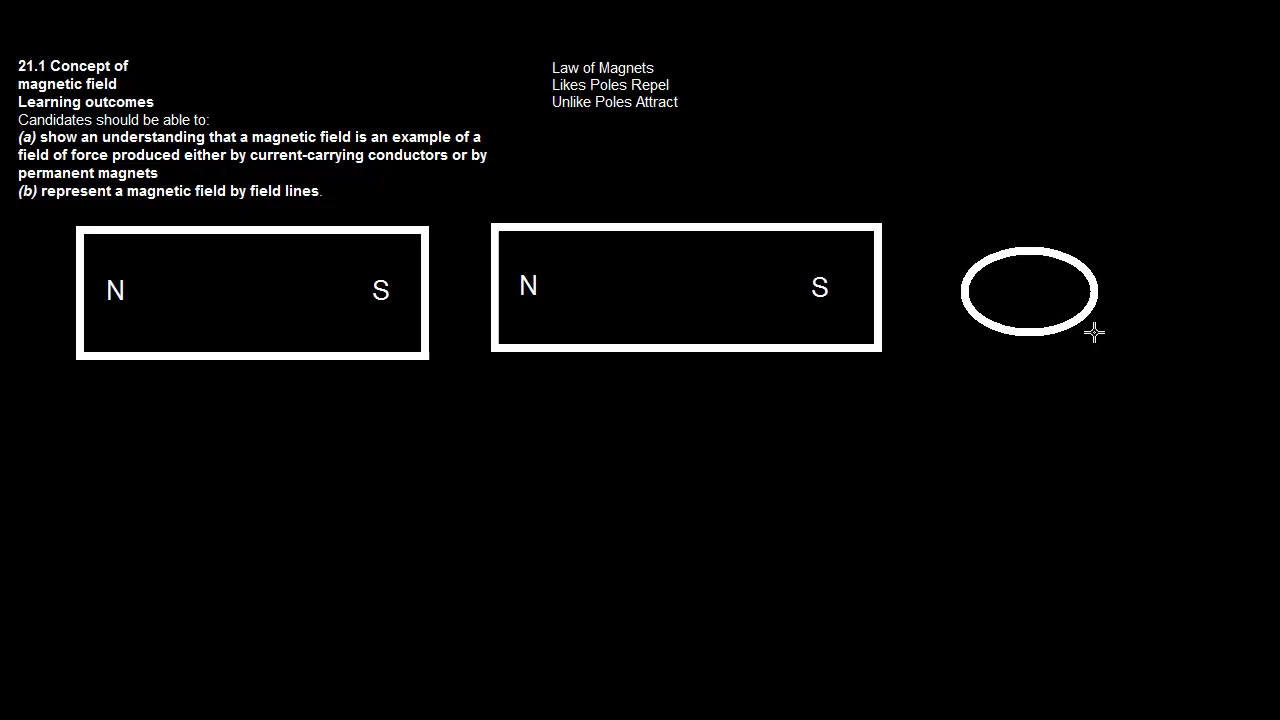 21.1 Concept of
magnetic field
Learning outcomes
Candidates should be able to:
(a) show an understanding that a magnetic field is an example of a
field of force produced either by current-carrying conductors or by
permanent magnets
(b) represent a magnetic field by field lines.
Law of Magnets
Likes Poles Repel
Unlike Poles Attract
N S N S